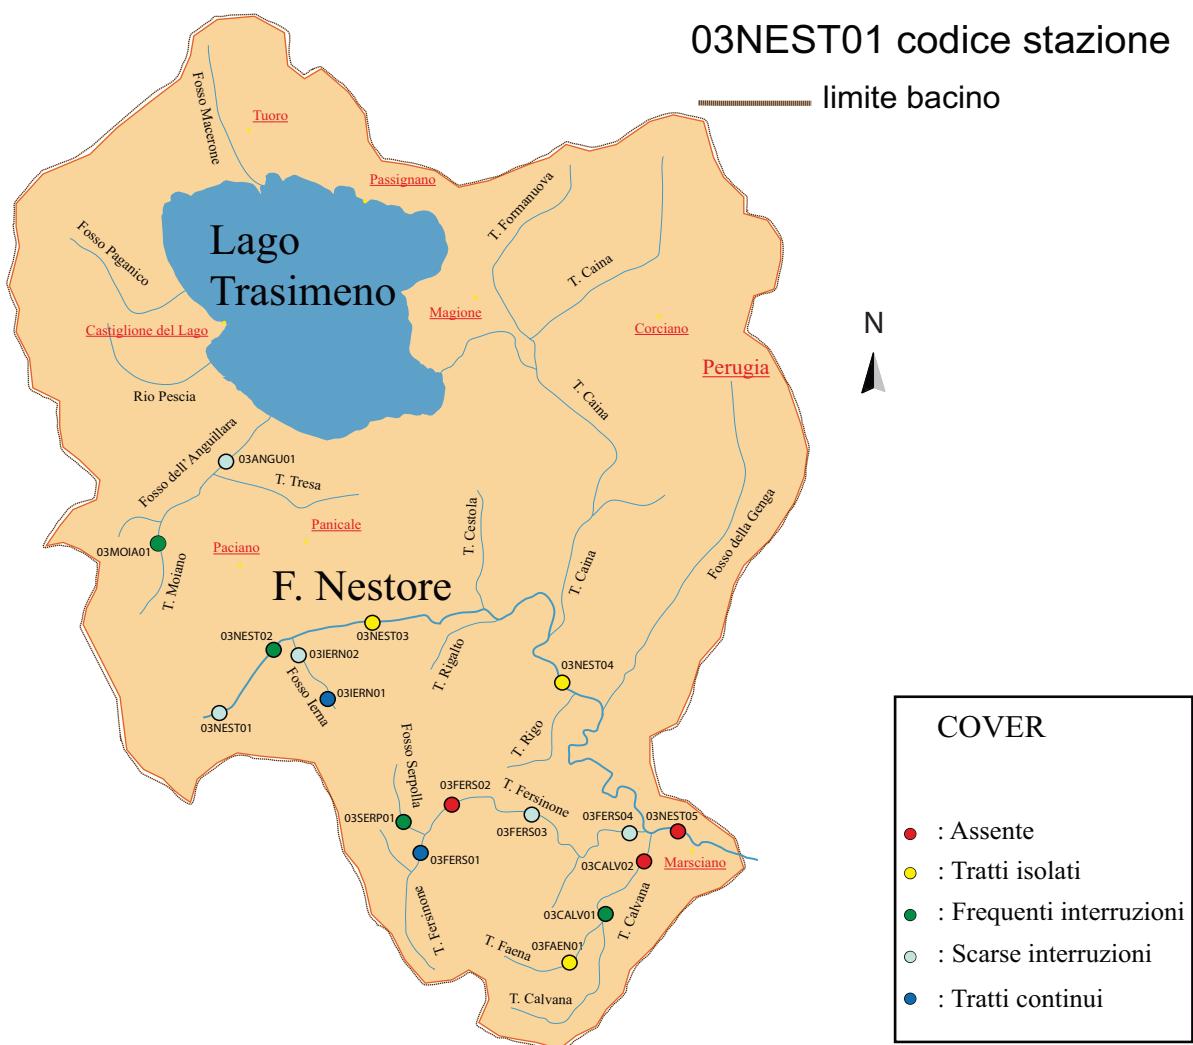 03NEST01 codice stazione
limite bacino
Fosso Macerone
Tuoro
Passignano
T. Formanuova
Fosso Paganico
Lago
Trasimeno
T. Caina
Magione
Castiglione del Lago
Corciano
N
Perugia
Rio Pescia
T. Caina
Fosso dell'Anguillara
03ANGU01
T. Tresa
T. Cestola
Fosso della Genga
Panicale
03MOIA01
Paciano
T. Moiano
T. Caina
F. Nestore
03NEST02
03NEST03
03IERN02
T. Rigalto
03NEST04
Fosso Ierna
03IERN01
03NEST01
T. Rigo
Fosso Serpolla
COVER
03FERS02
T. Fersinone
03SERP01
03FERS03
03FERS04
03NEST05
: Assente
03FERS01
03CALV02
Marsciano
: Tratti isolati
T. Fersinone
03CALV01
T. Calvana
: Frequenti interruzioni
T. Faena
03FAEN01
: Scarse interruzioni
T. Calvana
: Tratti continui